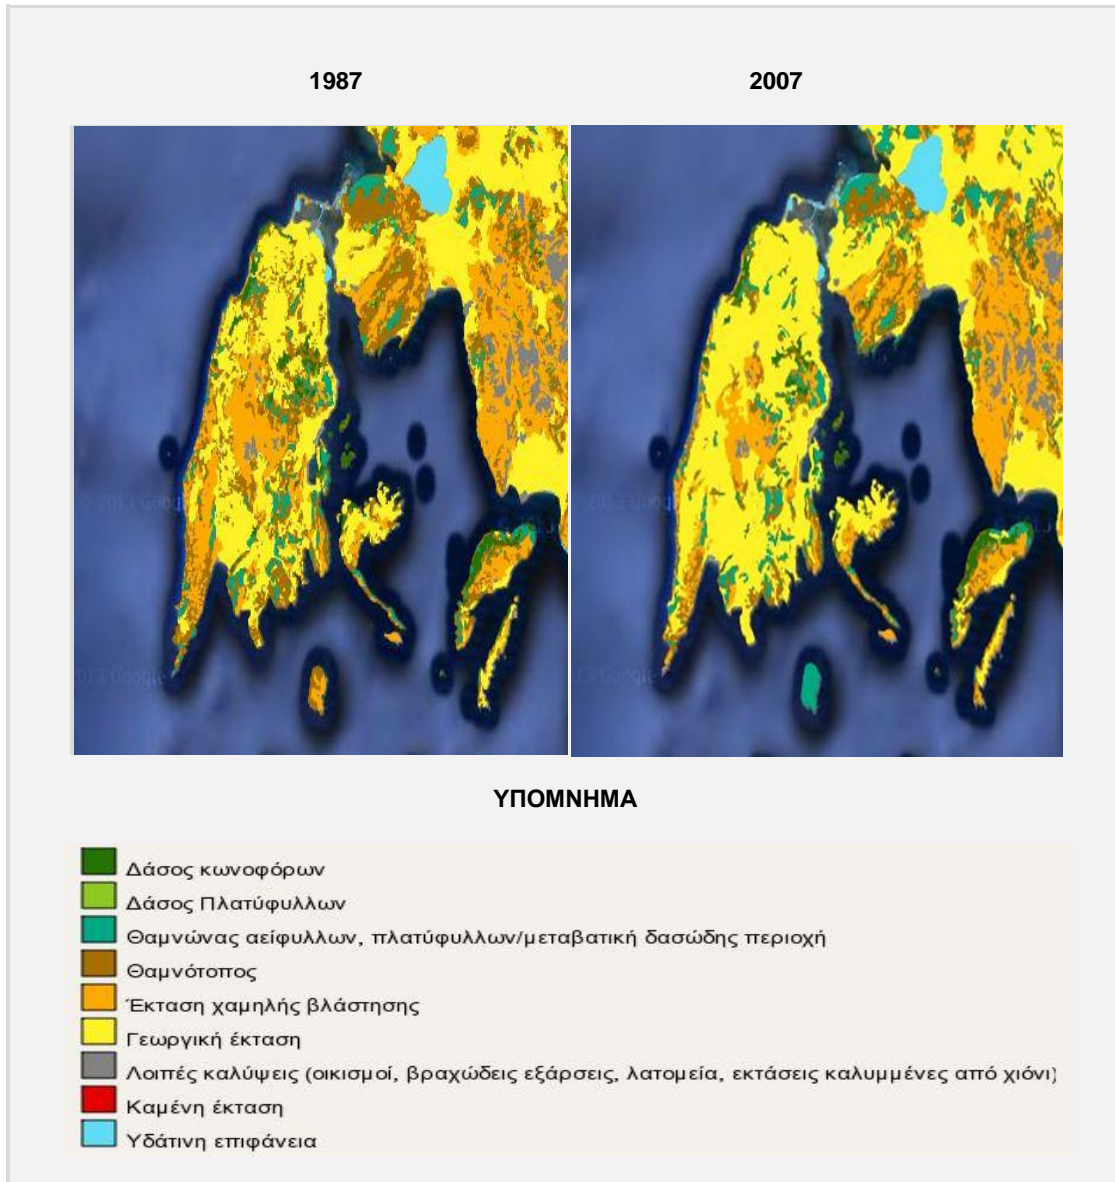 1987 2007
ΥΠΟΜΝΗΜΑ
Δάσος κωνοφόρων
Δάσος Πλατύφυλλων
Θαμνώνας αείφυλλων, πλατύφυλλων/μεταβατική δασώδης περιοχή
Θαμνότοπος
Έκταση χαμηλής βλάστησης
Γεωργική έκταση
Λοιπές καλύψεις (οικισμοί, βραχώδεις εξάρσεις, λατομεία, εκτάσεις καλυμμένες από χιόνι)
Καμένη έκταση
Υδάτινη επιφάνεια